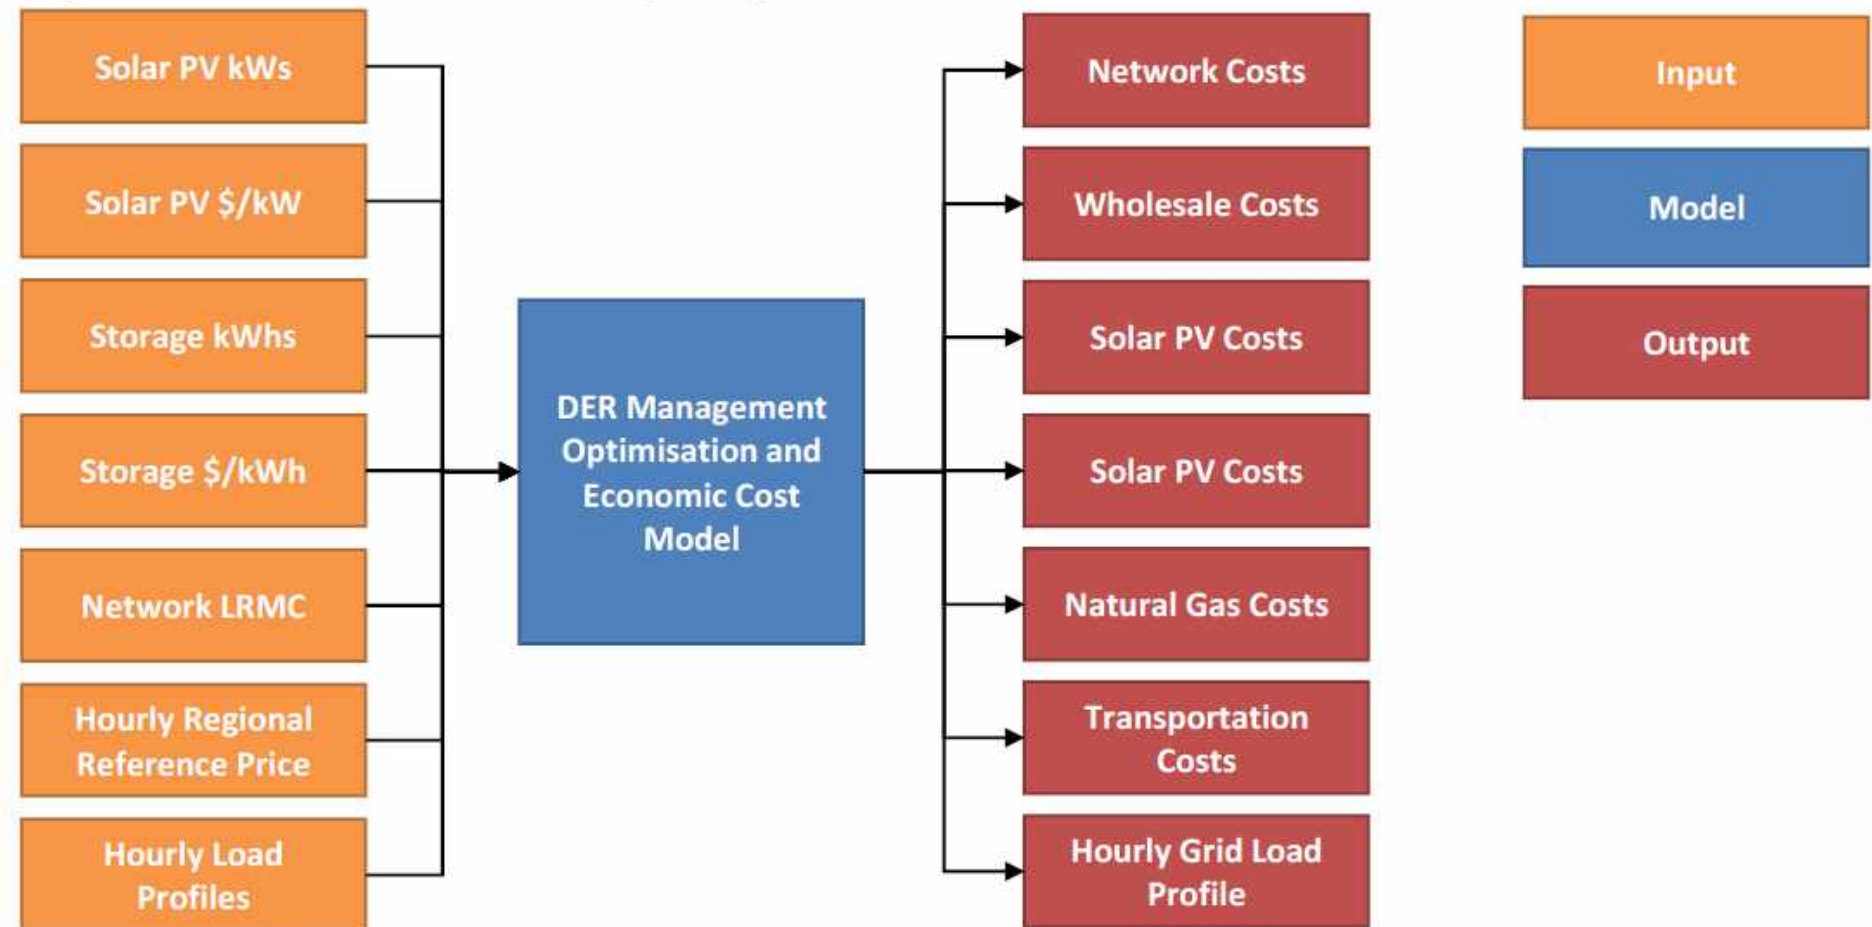 Solar PV kWs
Solar PV $/kW
Storage kWhs
Storage $/kWh
Network LRMC
Hourly Regional
Reference Price
Hourly Load
Profiles
DER Management
Optimisation and
Economic Cost
Model
Network Costs
Wholesale Costs
Solar PV Costs
Solar PV Costs
Natural Gas Costs
Transportation
Costs
Hourly Grid Load
Profile
Input
Model
Output